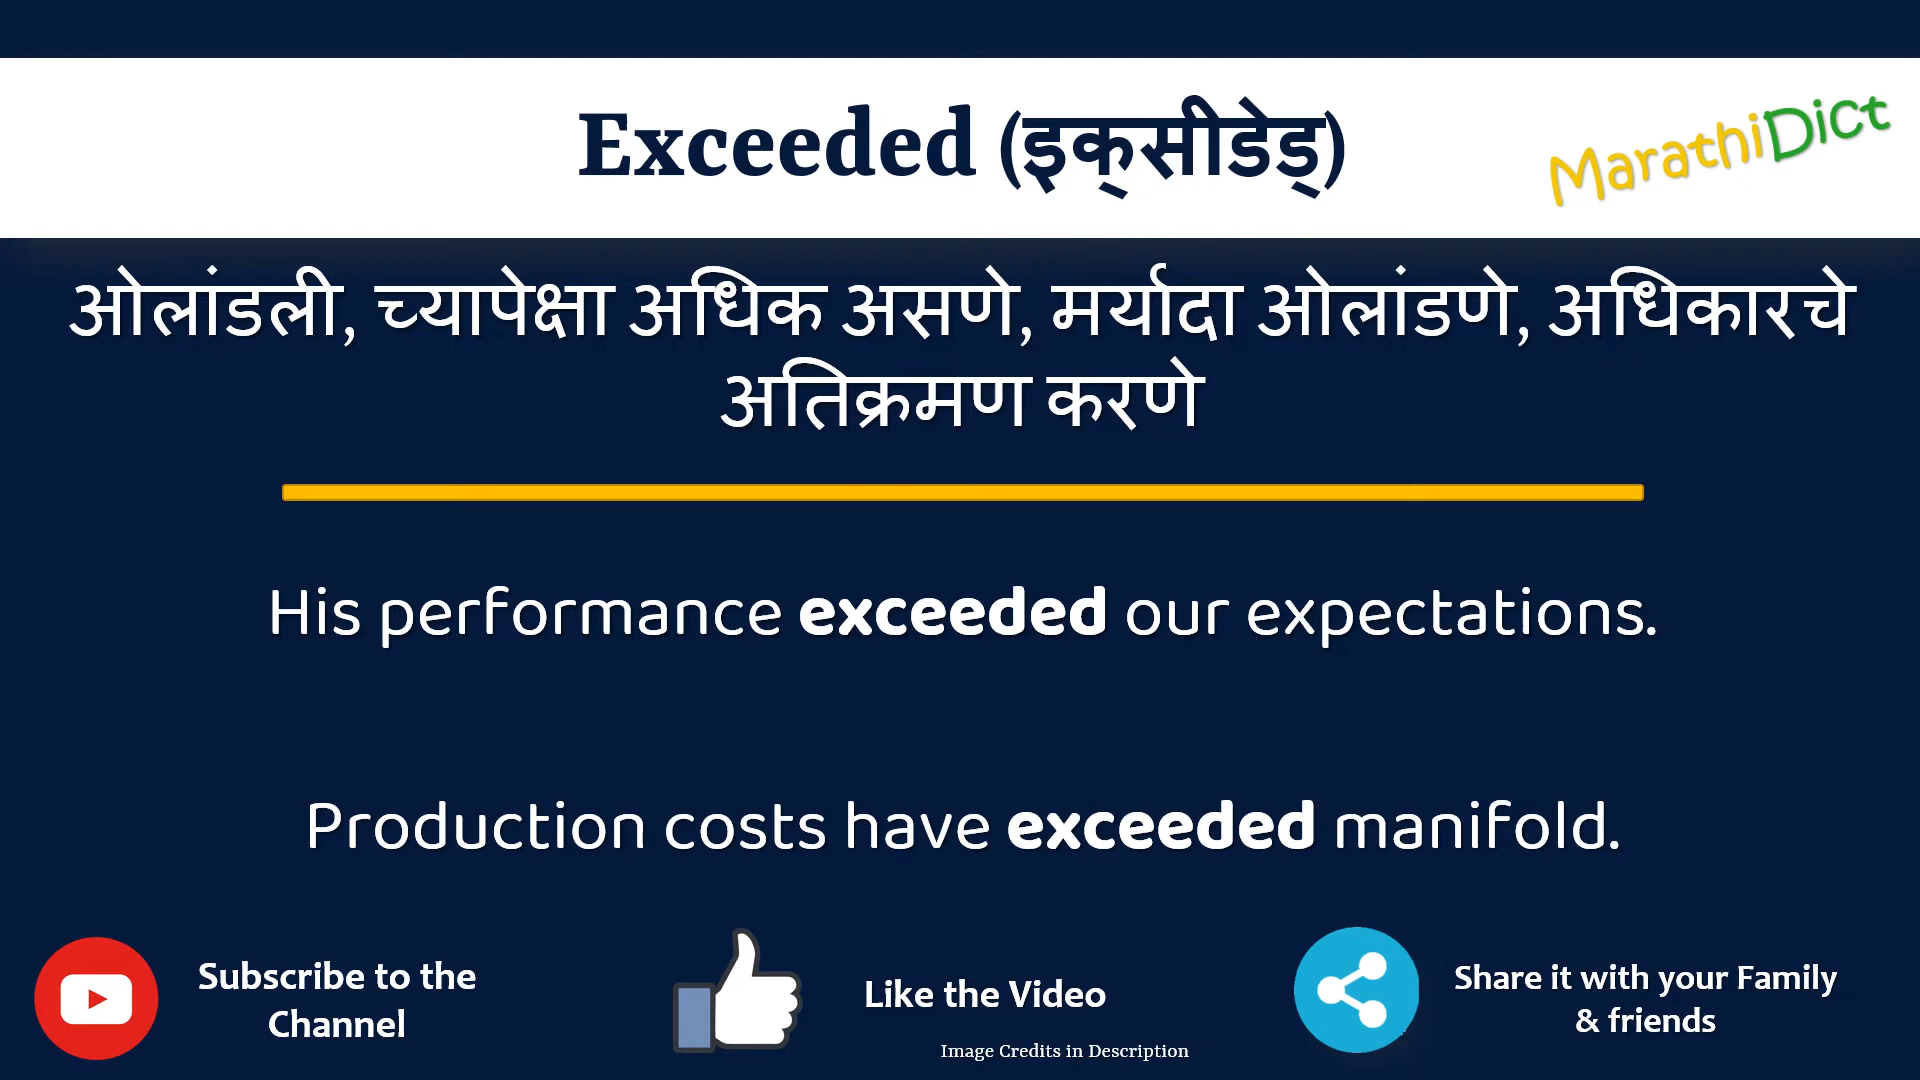 Exceeded (इक्‌सीडेड्)
MarathiDict
ओलांडली, च्यापेक्षा अधिक असणे, मर्यादा ओलांडणे, अधिकारचे
अतिक्रमण करणे
His performance exceeded our expectations.
Production costs have exceeded manifold.
Subscribe to the
Channel
Like the Video
Share it with your Family
& friends
Image Credits in Description